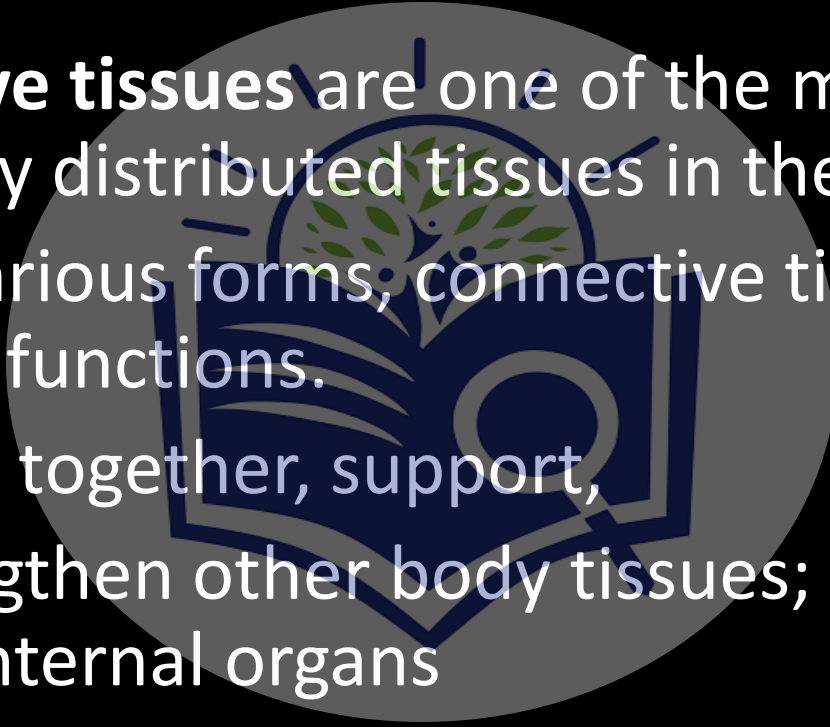 ve tissues are one of the m
y distributed tissues in the
arious forms, connective ti
functions.
together, support,
gthen other body tissues;
nternal organs